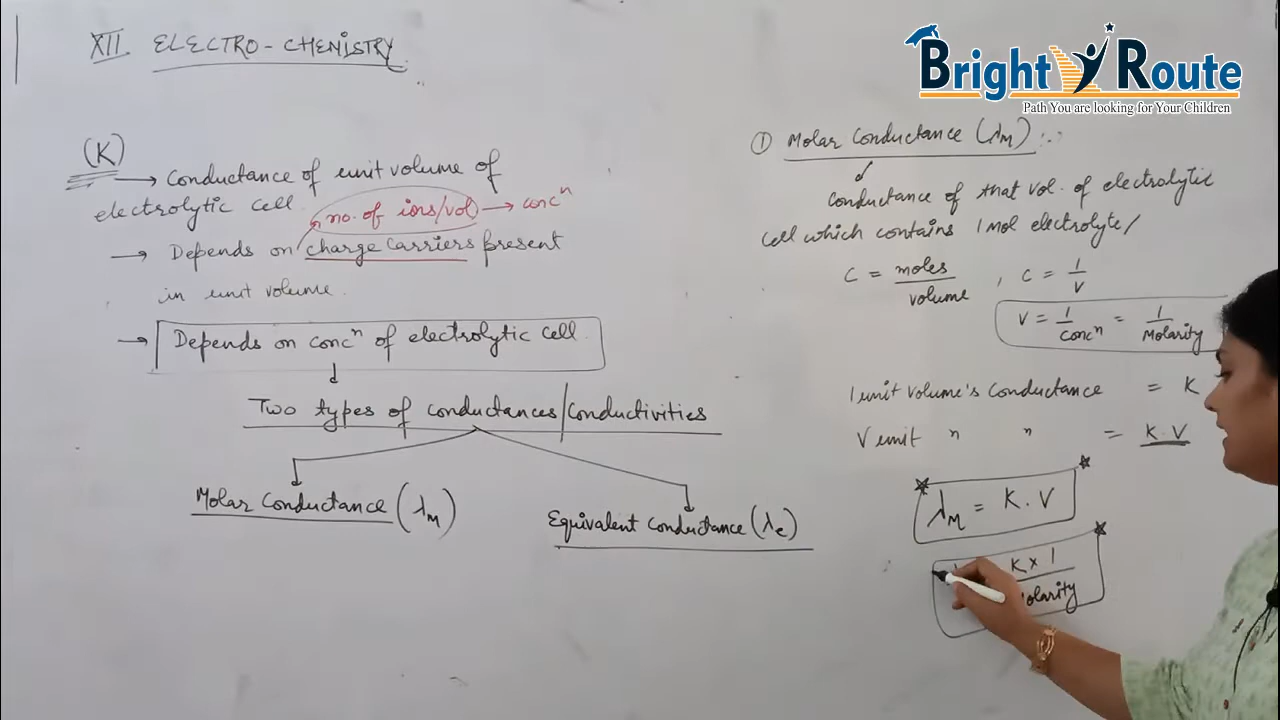 XII ELECTRO-CHEMISTRY
Bright Route
Path You are looking for Your Children
(K)
→ Conductance of unit volume of
electrolytic cell
no. of ions/vol → concⁿ
→ Depends on charge carriers present
in unit volume.
→ Depends on concⁿ of electrolytic cell
Two types of conductances/conductivities
Molar Conductance (λM)
Equivalent Conductance (λe)
① Molar Conductance (λM) :-
Conductance of that vol. of electrolytic
cell which contains 1 mol electrolyte/
C = moles/volume , C = 1/V
V = 1/Concⁿ = 1/Molarity
1 unit volume's conductance = K
V unit " " = K.V
λM = K.V
K × 1